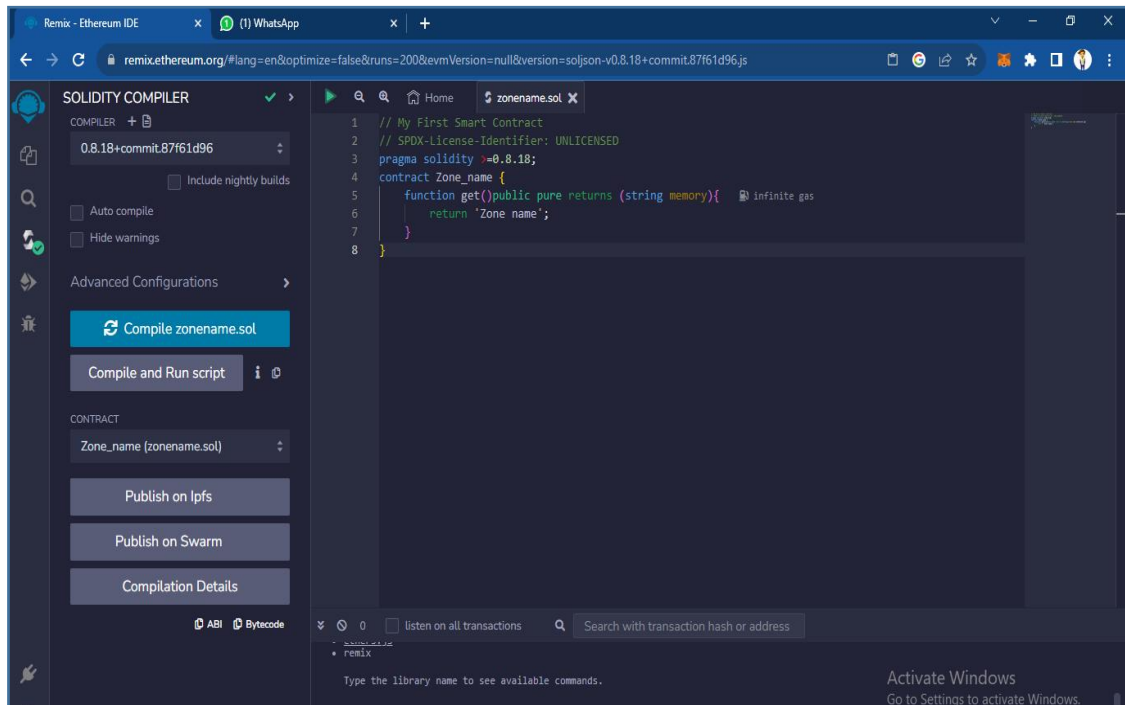 Remix - Ethereum IDE
(1) WhatsApp
remix.ethereum.org/#lang=en&optimize=false&runs=200&evmVersion=null&version=soljson-v0.8.18+commit.87f61d96.js
SOLIDITY COMPILER
COMPILER
0.8.18+commit.87f61d96
Include nightly builds
Auto compile
Hide warnings
Advanced Configurations
Compile zonename.sol
Compile and Run script
CONTRACT
Zone_name (zonename.sol)
Publish on Ipfs
Publish on Swarm
Compilation Details
ABI Bytecode
Home zonename.sol
1 // My First Smart Contract
2 // SPDX-License-Identifier: UNLICENSED
3 pragma solidity >=0.8.18;
4 contract Zone_name {
5 function get()public pure returns (string memory){ infinite gas
6 return 'Zone name';
7 }
8 }
0 listen on all transactions Search with transaction hash or address
remix
Type the library name to see available commands.
Activate Windows
Go to Settings to activate Windows.